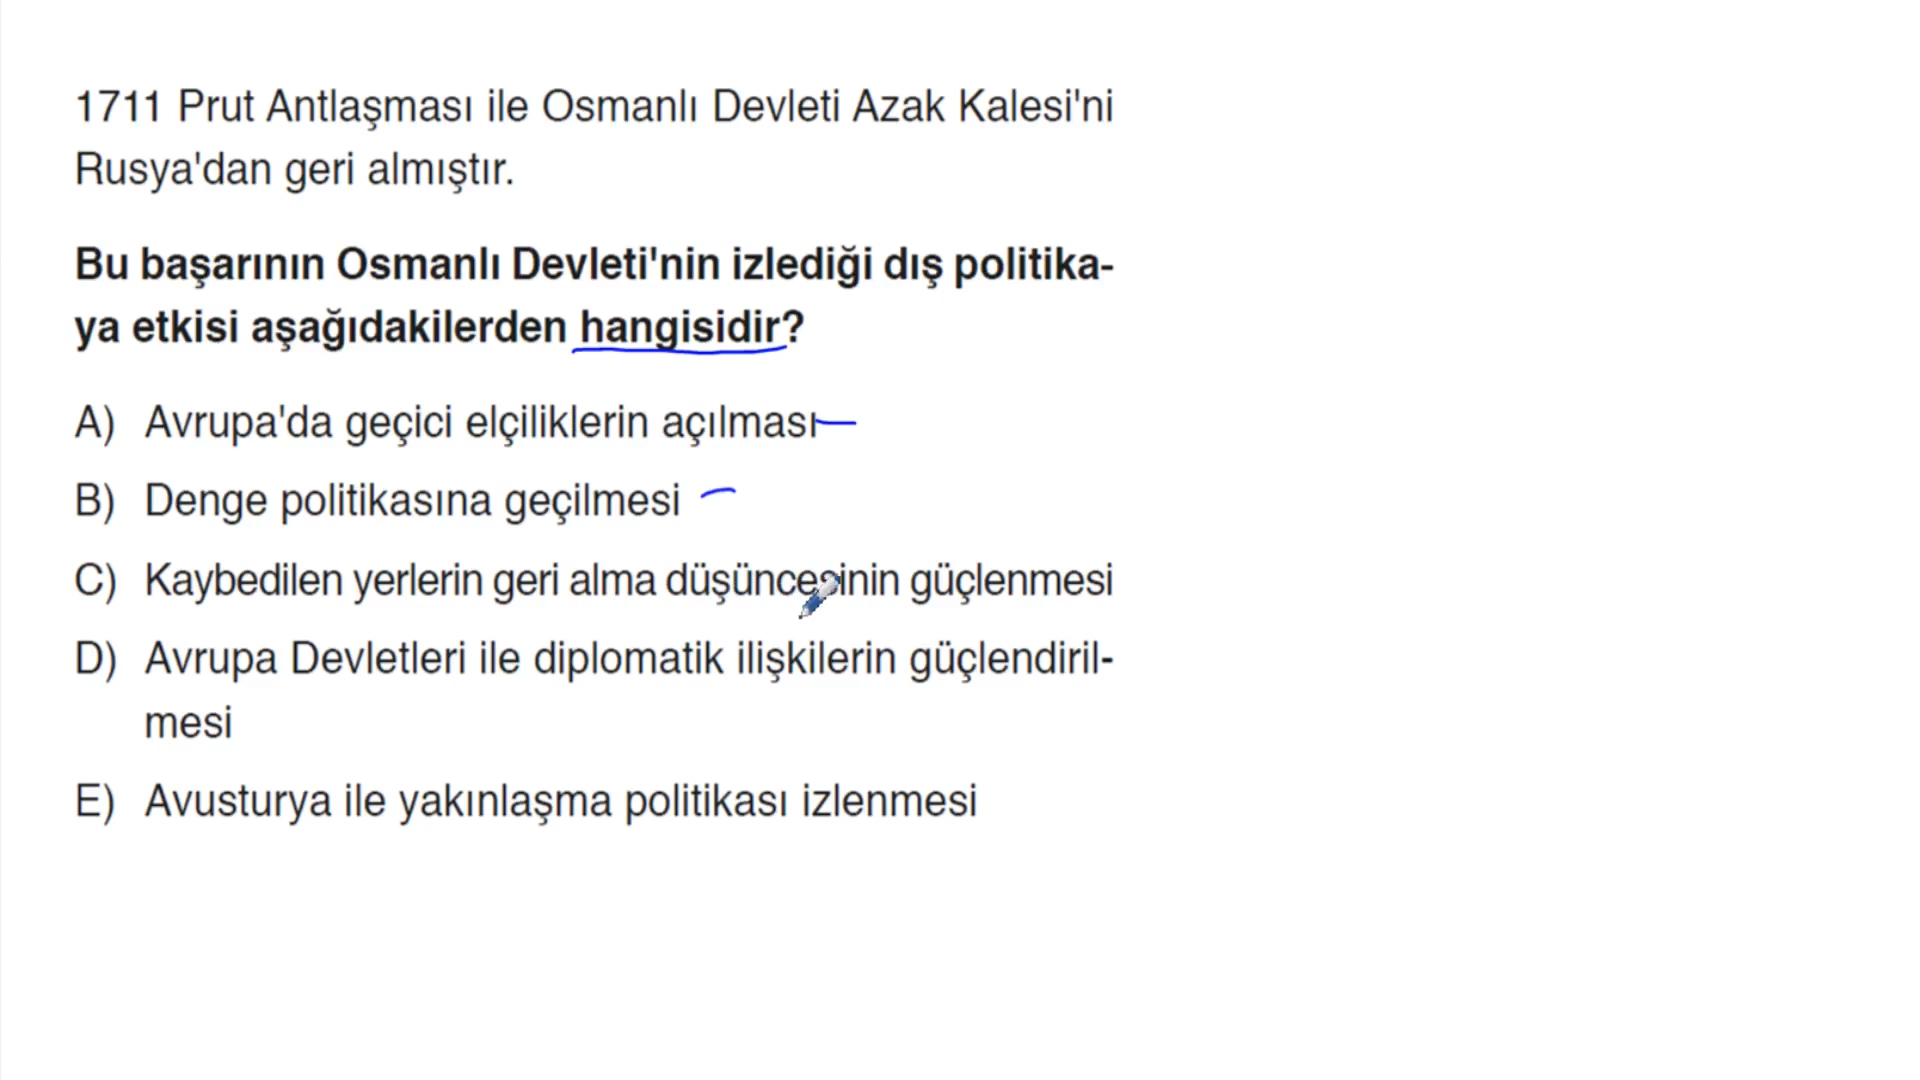 1711 Prut Antlaşması ile Osmanlı Devleti Azak Kalesi'ni
Rusya'dan geri almıştır.
Bu başarının Osmanlı Devleti'nin izlediği dış politika-
ya etkisi aşağıdakilerden hangisidir?
A) Avrupa'da geçici elçiliklerin açılması
B) Denge politikasına geçilmesi
C) Kaybedilen yerlerin geri alma düşüncesinin güçlenmesi
D) Avrupa Devletleri ile diplomatik ilişkilerin güçlendiril-
mesi
E) Avusturya ile yakınlaşma politikası izlenmesi